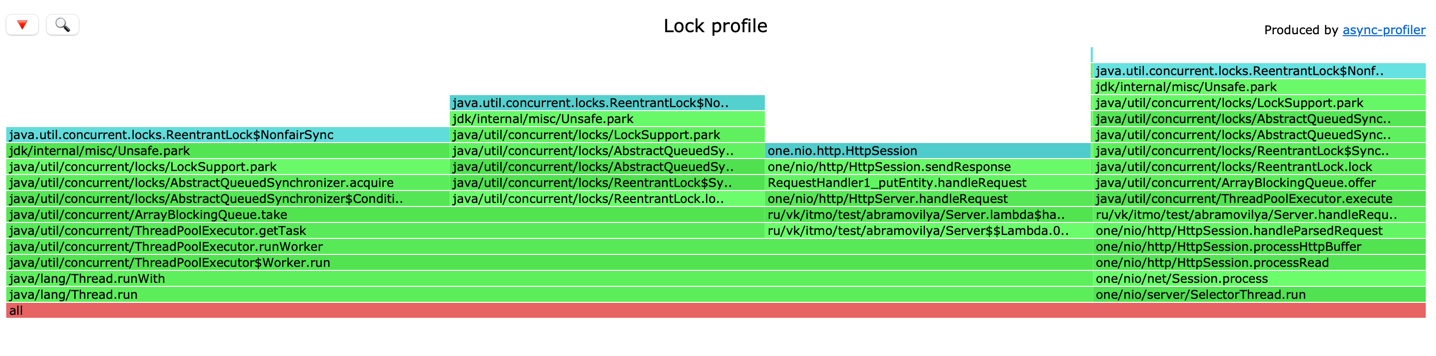 Lock profile
Produced by async-profiler
java.util.concurrent.locks.ReentrantLock$Nonf..
jdk/internal/misc/Unsafe.park
java.util.concurrent.locks.ReentrantLock$No..
java/util/concurrent/locks/LockSupport.park
jdk/internal/misc/Unsafe.park
java/util/concurrent/locks/AbstractQueuedSync..
java.util.concurrent.locks.ReentrantLock$NonfairSync
java/util/concurrent/locks/LockSupport.park
java/util/concurrent/locks/AbstractQueuedSync..
jdk/internal/misc/Unsafe.park
java/util/concurrent/locks/AbstractQueuedSy..
one.nio.http.HttpSession
java/util/concurrent/locks/ReentrantLock$Sync..
java/util/concurrent/locks/LockSupport.park
java/util/concurrent/locks/AbstractQueuedSy..
one/nio/http/HttpSession.sendResponse
java/util/concurrent/locks/ReentrantLock.lock
java/util/concurrent/locks/AbstractQueuedSynchronizer.acquire
java/util/concurrent/locks/ReentrantLock$Sy..
RequestHandler1_putEntity.handleRequest
java/util/concurrent/ArrayBlockingQueue.offer
java/util/concurrent/locks/AbstractQueuedSynchronizer$Conditi..
java/util/concurrent/locks/ReentrantLock.lo..
one/nio/http/HttpServer.handleRequest
java/util/concurrent/ThreadPoolExecutor.execute
java/util/concurrent/ArrayBlockingQueue.take
ru/vk/itmo/test/abramovilya/Server.lambda$ha..
ru/vk/itmo/test/abramovilya/Server.handleRequ..
java/util/concurrent/ThreadPoolExecutor.getTask
ru/vk/itmo/test/abramovilya/Server$$Lambda.0..
one/nio/http/HttpSession.handleParsedRequest
java/util/concurrent/ThreadPoolExecutor.runWorker
one/nio/http/HttpSession.processHttpBuffer
java/util/concurrent/ThreadPoolExecutor$Worker.run
one/nio/http/HttpSession.processRead
java/lang/Thread.runWith
one/nio/net/Session.process
java/lang/Thread.run
one/nio/server/SelectorThread.run
all